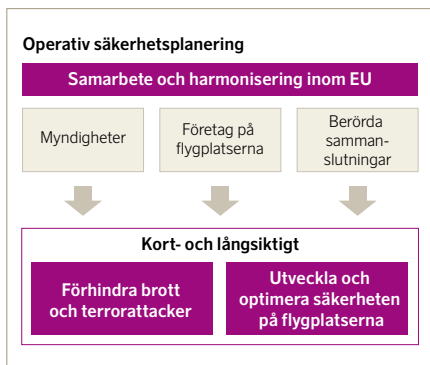 Operativ säkerhetsplanering
Samarbete och harmonisering inom EU
Myndigheter
Företag på
flygplatserna
Berörda
samman-
slutningar
Kort- och långsiktigt
Förhindra brott
och terrorattacker
Utveckla och
optimera säkerheten
på flygplatserna